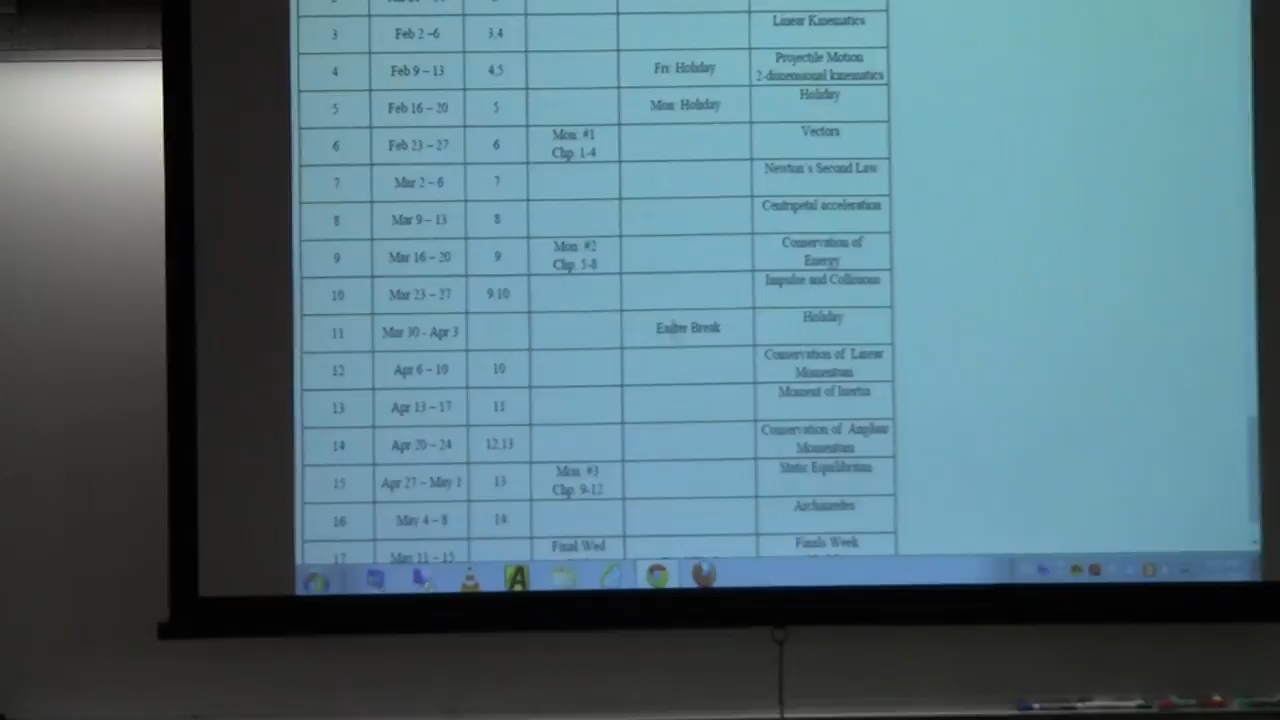 Linear Kinematics
3 Feb 2 –6 3,4
Projectile Motion
4 Feb 9 – 13 4,5 Fri: Holiday 2-dimensional kinematics
5 Feb 16 – 20 5 Mon: Holiday Holiday
6 Feb 23 – 27 6 Mon: #1 Vectors
Chp. 1-4
Newton's Second Law
7 Mar 2 – 6 7
Centripetal acceleration
8 Mar 9 – 13 8
9 Mar 16 – 20 9 Mon: #2 Conservation of
Chp. 5-8 Energy
Impulse and Collisions
10 Mar 23 – 27 9,10
11 Mar 30 - Apr 3 Easter Break Holiday
Conservation of Linear
12 Apr 6 – 10 10 Momentum
Moment of Inertia
13 Apr 13 – 17 11
Conservation of Angular
14 Apr 20 – 24 12,13 Momentum
15 Apr 27 – May 1 13 Mon: #3 Static Equilibrium
Chp. 9-12
Archimedes
16 May 4 – 8 14
17 May 11 – 15 Final: Wed Finals Week